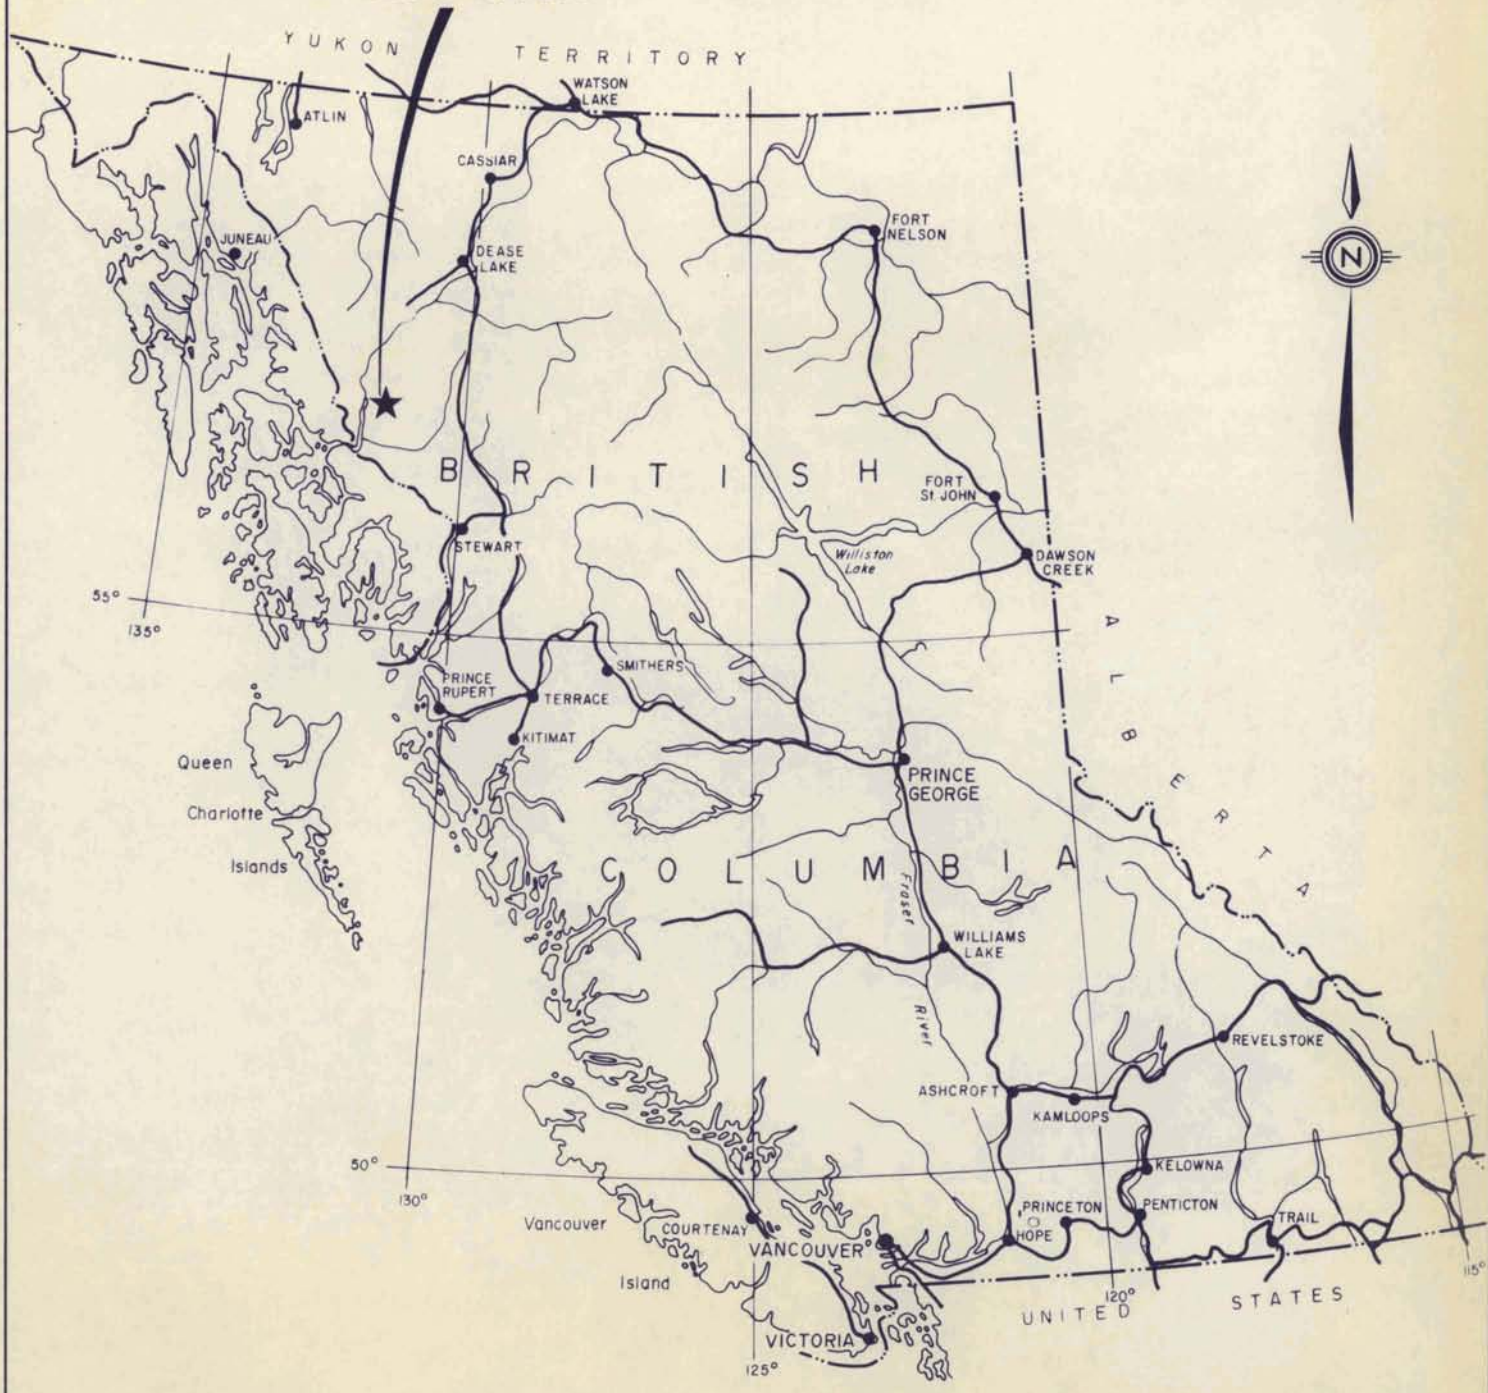 YUKON TERRITORY
WATSON
LAKE
ATLIN
CASSIAR
JUNEAU
DEASE
LAKE
FORT
NELSON
N
BRITISH
FORT
St. JOHN
STEWART
Williston
Lake
DAWSON
CREEK
55°
135°
ALBERTA
SMITHERS
PRINCE
RUPERT
TERRACE
KITIMAT
Queen
Charlotte
Islands
PRINCE
GEORGE
COLUMBIA
Fraser
River
WILLIAMS
LAKE
REVELSTOKE
ASHCROFT
KAMLOOPS
50°
130°
KELOWNA
Vancouver
Island
COURTENAY
VANCOUVER
PRINCETON
HOPE
PENTICTON
TRAIL
VICTORIA
125°
120°
115°
UNITED STATES